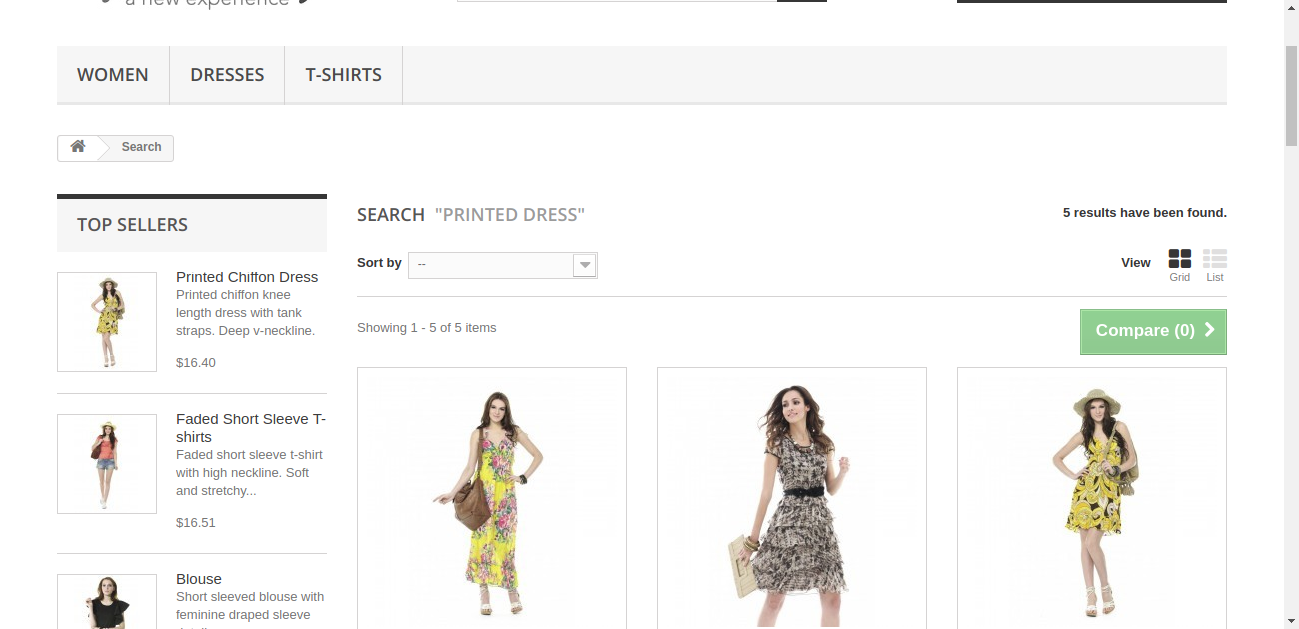 a new experience
WOMEN
DRESSES
T-SHIRTS
Search
TOP SELLERS
Printed Chiffon Dress
Printed chiffon knee
length dress with tank
straps. Deep v-neckline.
$16.40
Faded Short Sleeve T-
shirts
Faded short sleeve t-shirt
with high neckline. Soft
and stretchy...
$16.51
Blouse
Short sleeved blouse with
feminine draped sleeve
SEARCH "PRINTED DRESS"
5 results have been found.
Sort by --
View
Grid
List
Showing 1 - 5 of 5 items
Compare (0)